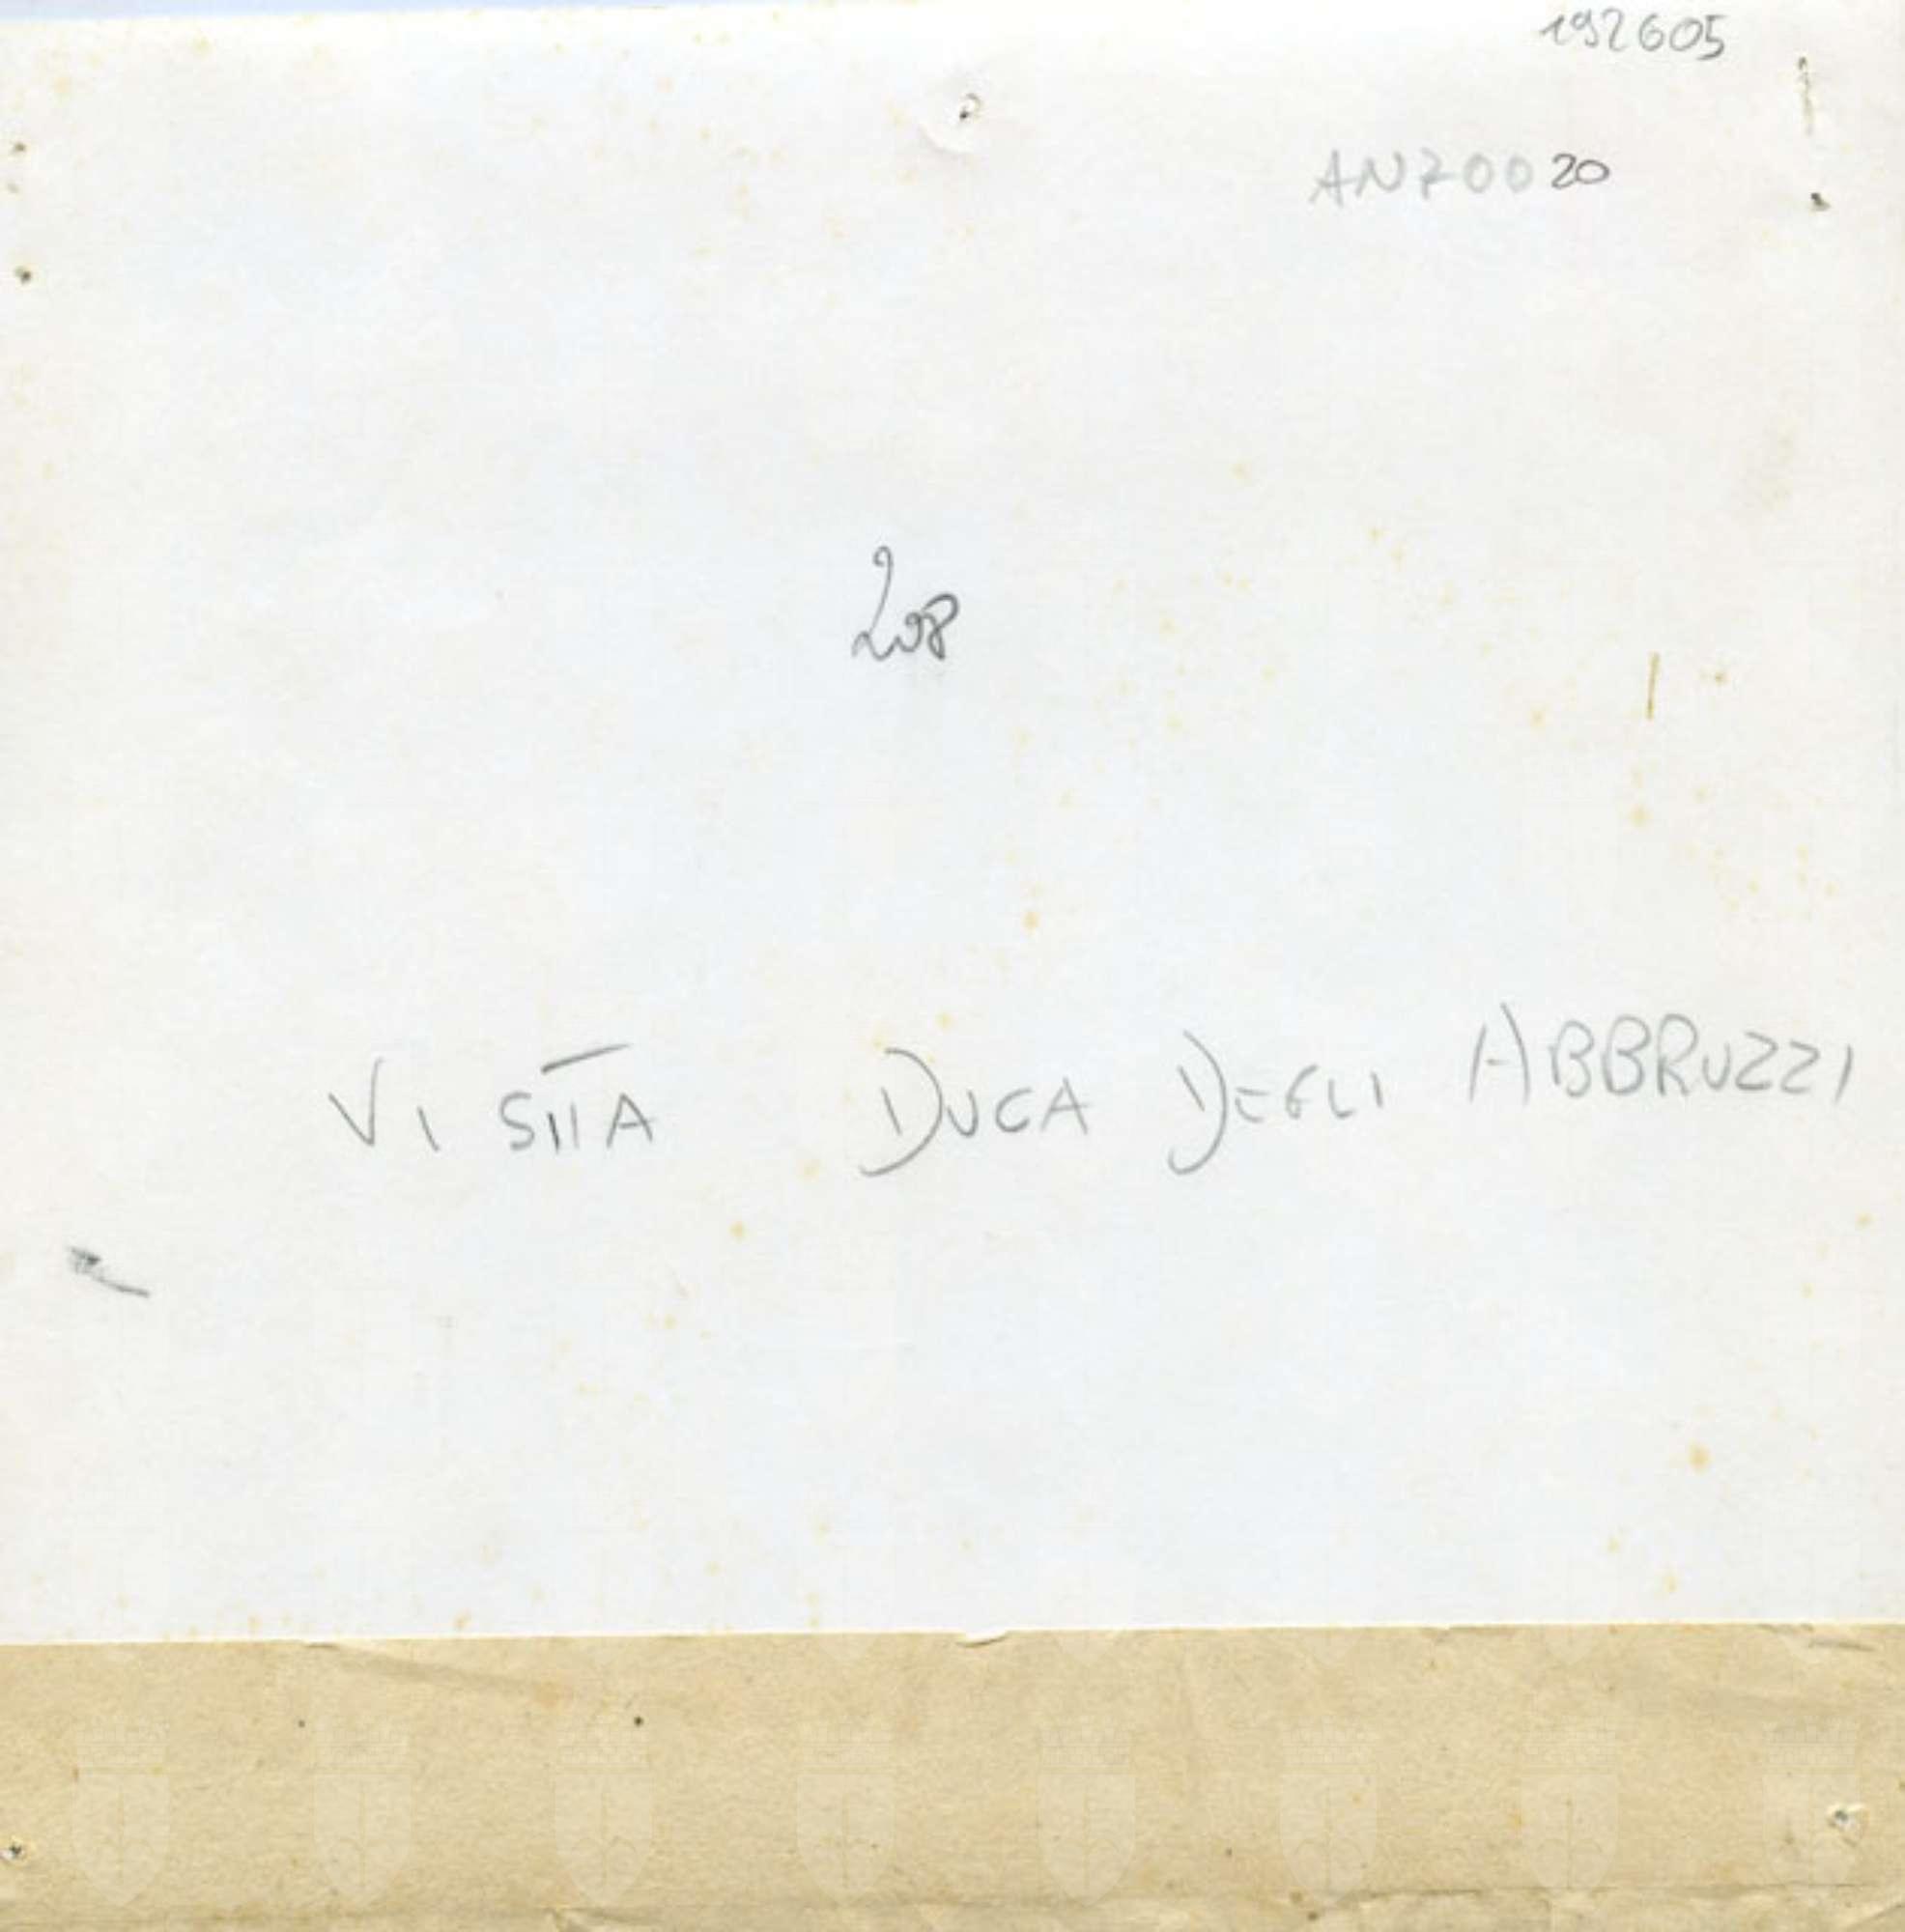 192605
AN70020
208
VISITA DUCA DEGLI ABBRUZZI